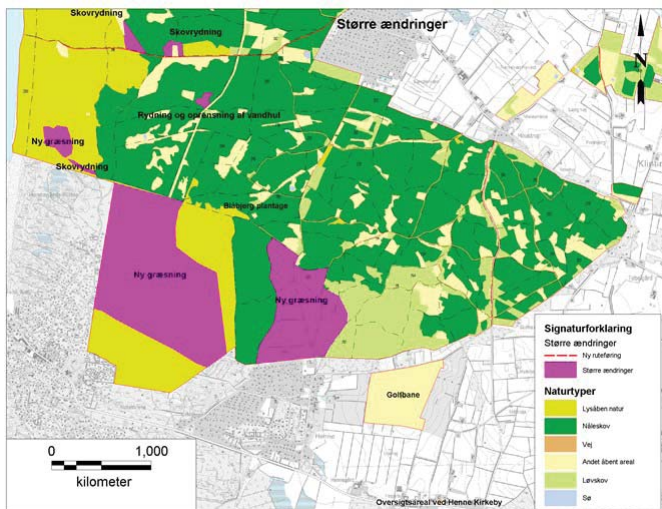 Skovrydning
Større ændringer
Skovrydning
N
Rydning og oprensning af vandhul
Ny græsning
Skovrydning
Blåbjerg plantage
Ny græsning
Ny græsning
Golfbane
Signaturforklaring
Større ændringer
Ny ruteføring
Større ændringer
Naturtyper
Lysåben natur
Nåleskov
Vej
Andet åbent areal
Løvskov
Sø
0 1,000
kilometer
Oversigtsareal ved Henne Kirkeby